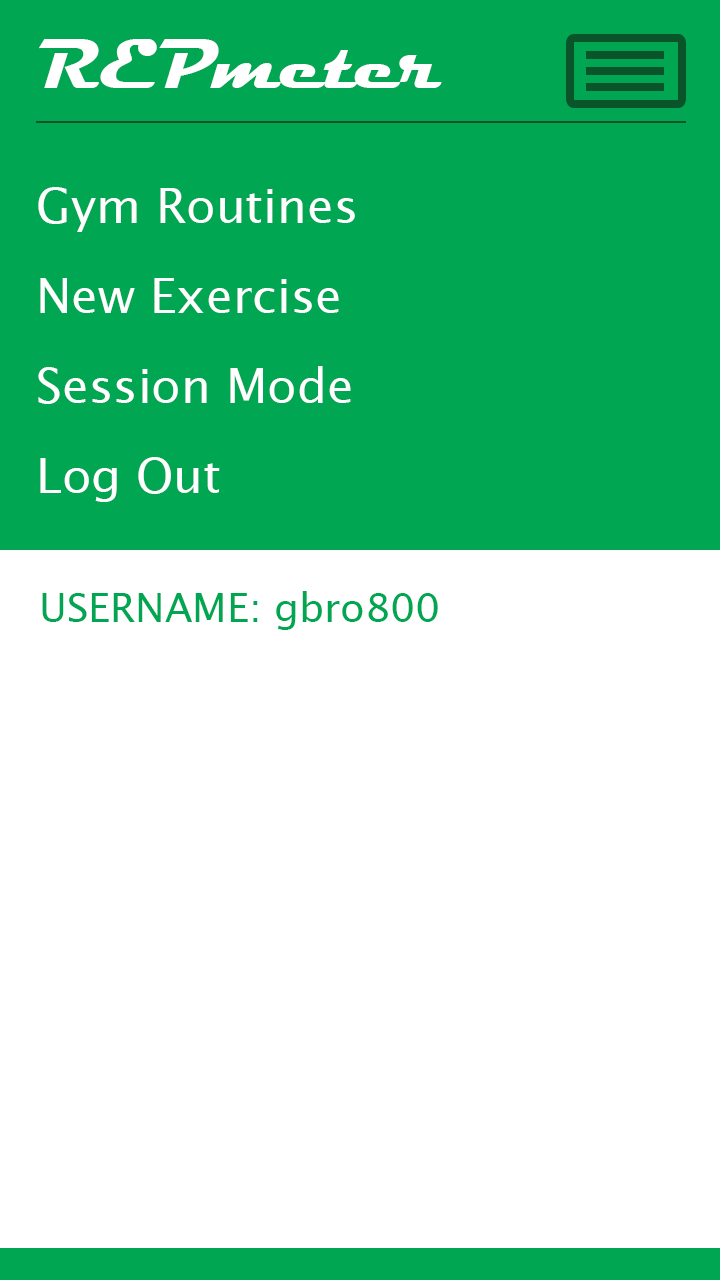 REPmeter
Gym Routines
New Exercise
Session Mode
Log Out
USERNAME: gbro800